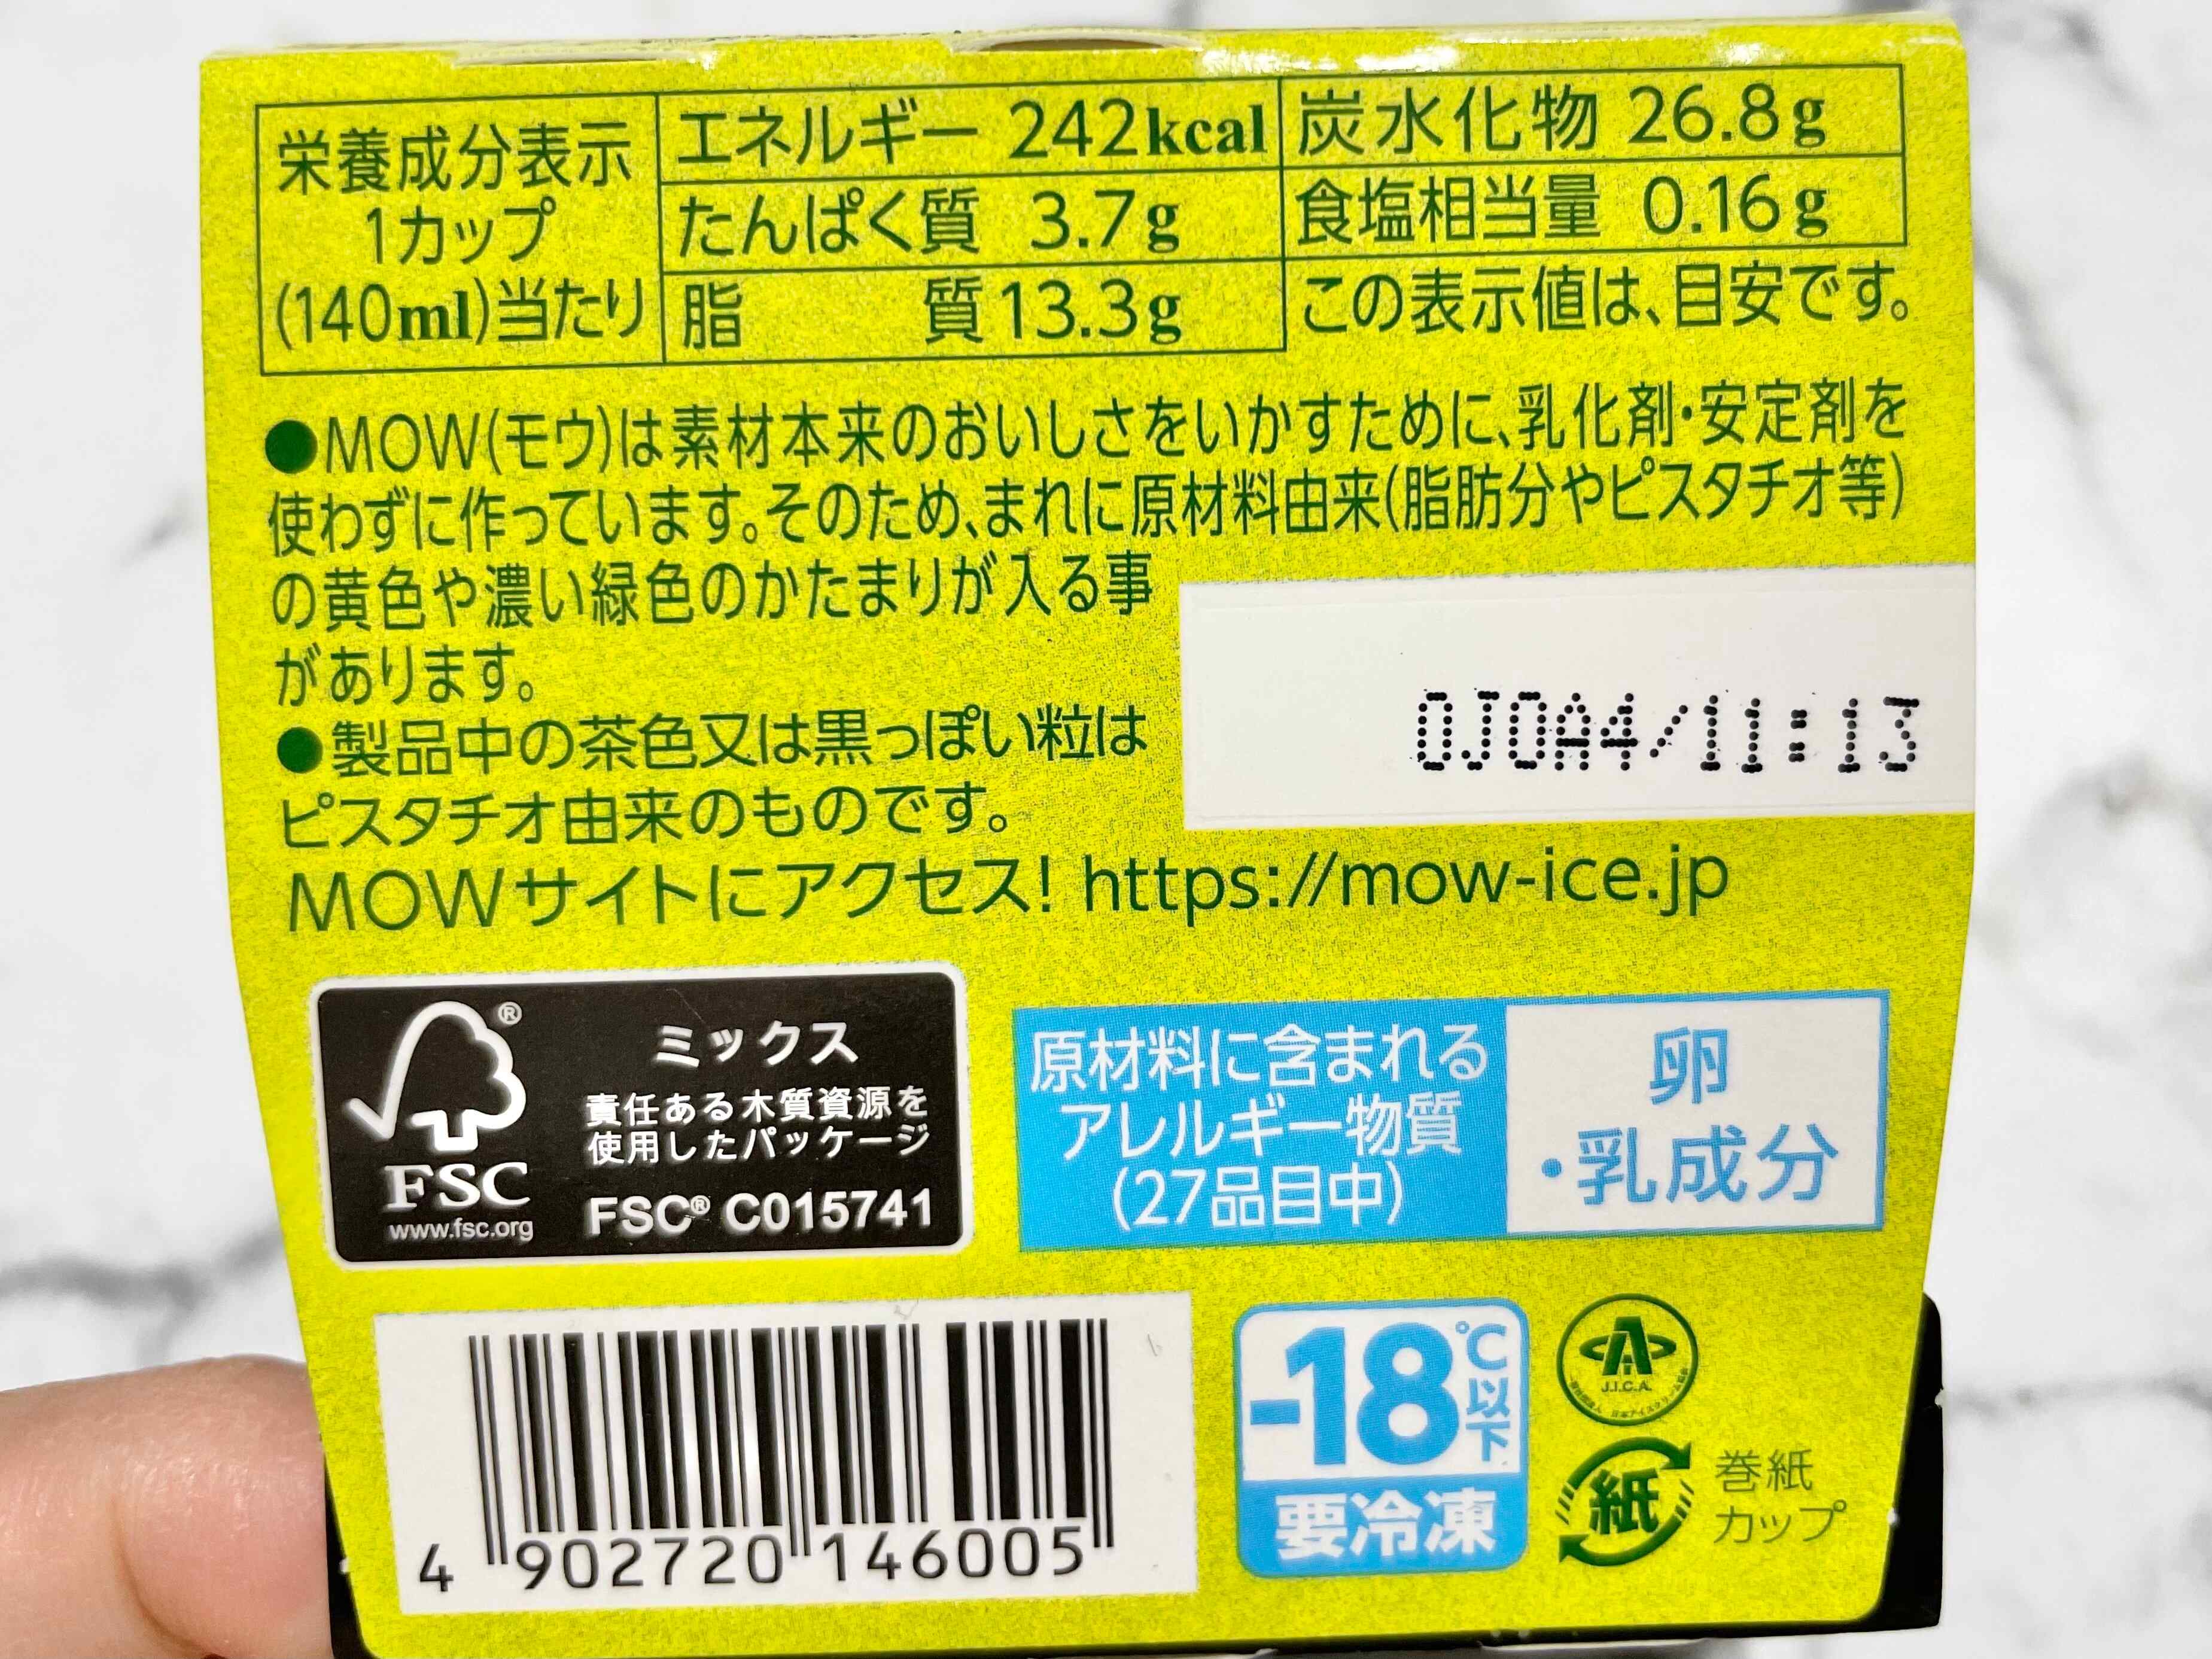 栄養成分表示
1カップ
(140ml)当たり
エネルギー 242kcal
たんぱく質 3.7g
脂 質 13.3g
炭水化物 26.8g
食塩相当量 0.16g
この表示値は、目安です。
●MOW(モウ)は素材本来のおいしさをいかすために、乳化剤・安定剤を
使わずに作っています。そのため、まれに原材料由来(脂肪分やピスタチオ等)
の黄色や濃い緑色のかたまりが入る事
があります。
●製品中の茶色又は黒っぽい粒は
ピスタチオ由来のものです。
0J0A4/11:13
MOWサイトにアクセス! https://mow-ice.jp
®
FSC
www.fsc.org
ミックス
責任ある木質資源を
使用したパッケージ
FSC® C015741
原材料に含まれる
アレルギー物質
(27品目中)
卵
・乳成分
4 902720 146005
-18℃以下
要冷凍
J.I.C.A.
紙
巻紙
カップ